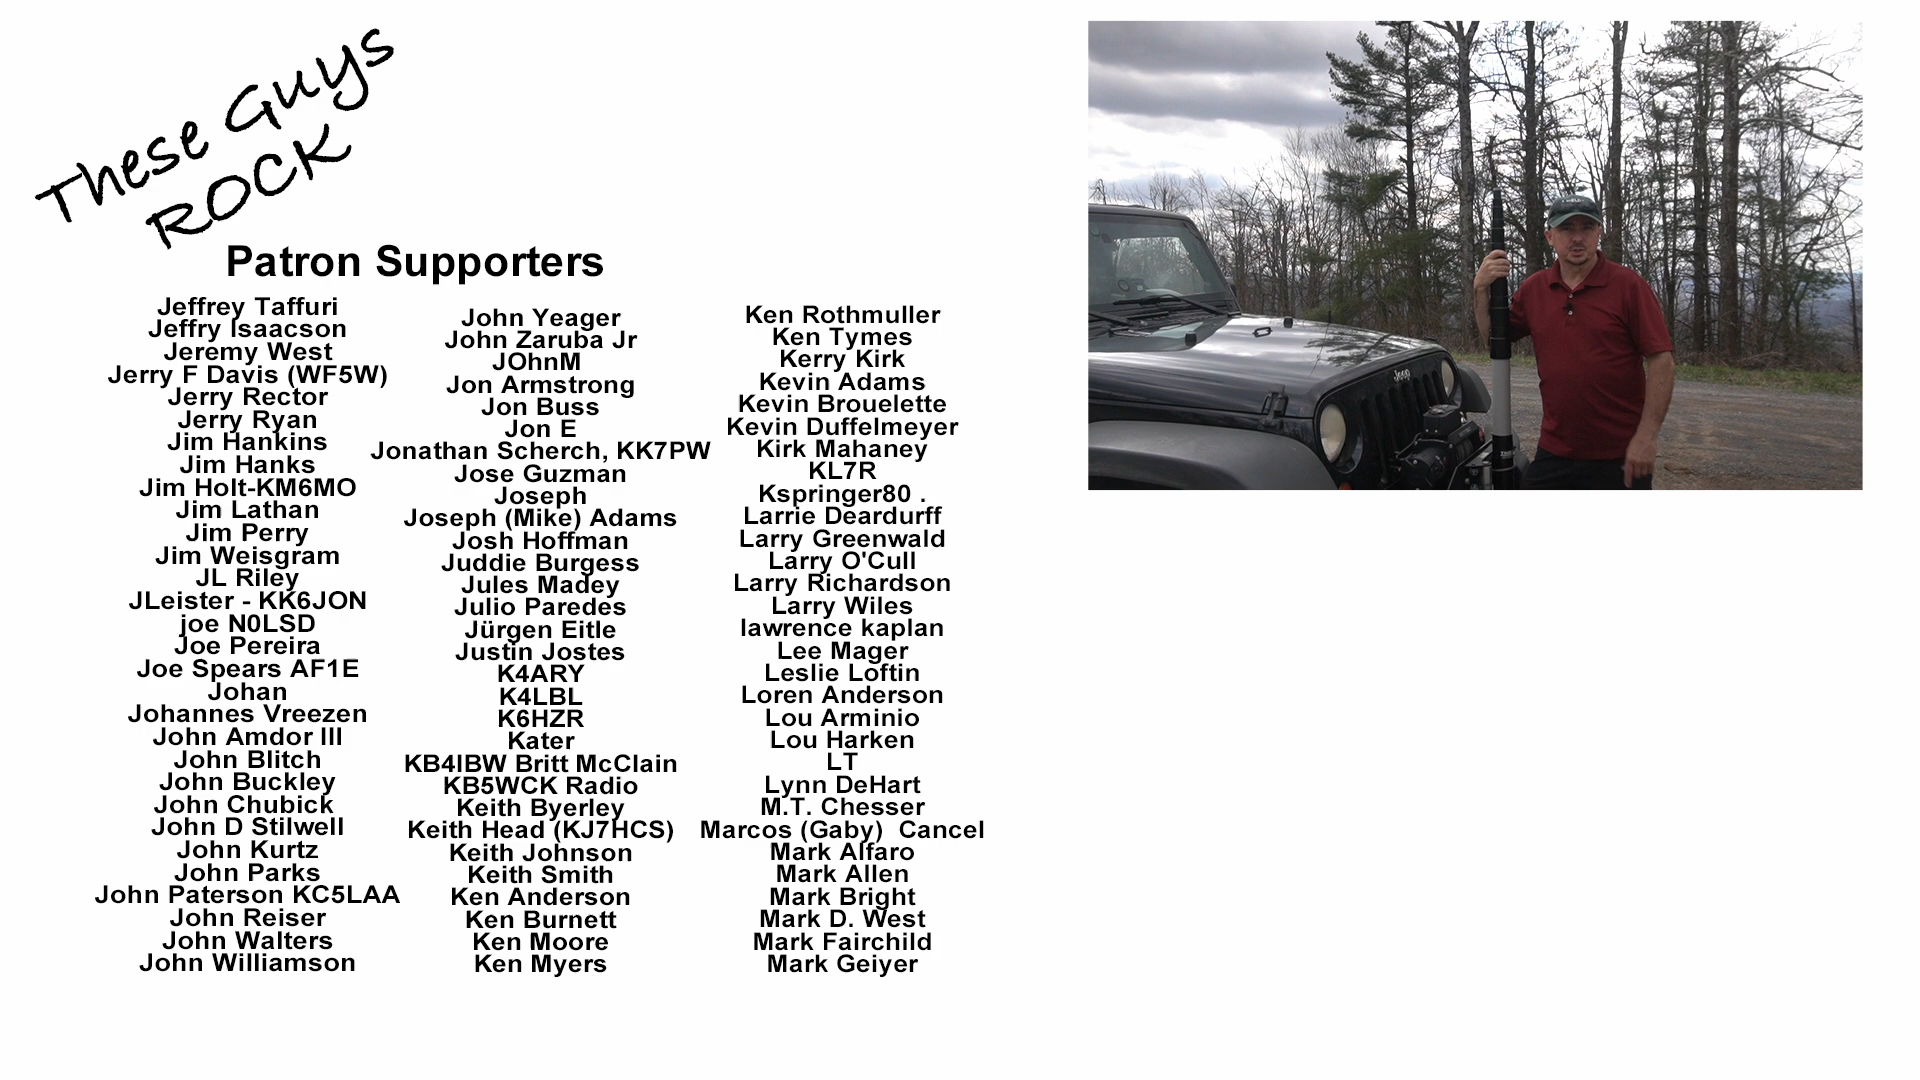 These Guys
ROCK
Patron Supporters
Jeffrey Taffuri
Jeffry Isaacson
Jeremy West
Jerry F Davis (WF5W)
Jerry Rector
Jerry Ryan
Jim Hankins
Jim Hanks
Jim Holt-KM6MO
Jim Lathan
Jim Perry
Jim Weisgram
JL Riley
JLeister - KK6JON
joe N0LSD
Joe Pereira
Joe Spears AF1E
Johan
Johannes Vreezen
John Amdor III
John Blitch
John Buckley
John Chubick
John D Stilwell
John Kurtz
John Parks
John Paterson KC5LAA
John Reiser
John Walters
John Williamson
John Yeager
John Zaruba Jr
JOhnM
Jon Armstrong
Jon Buss
Jon E
Jonathan Scherch, KK7PW
Jose Guzman
Joseph
Joseph (Mike) Adams
Josh Hoffman
Juddie Burgess
Jules Madey
Julio Paredes
Jürgen Eitle
Justin Jostes
K4ARY
K4LBL
K6HZR
Kater
KB4IBW Britt McClain
KB5WCK Radio
Keith Byerley
Keith Head (KJ7HCS)
Keith Johnson
Keith Smith
Ken Anderson
Ken Burnett
Ken Moore
Ken Myers
Ken Rothmuller
Ken Tymes
Kerry Kirk
Kevin Adams
Kevin Brouelette
Kevin Duffelmeyer
Kirk Mahaney
KL7R
Kspringer80 .
Larrie Deardurff
Larry Greenwald
Larry O'Cull
Larry Richardson
Larry Wiles
lawrence kaplan
Lee Mager
Leslie Loftin
Loren Anderson
Lou Arminio
Lou Harken
LT
Lynn DeHart
M.T. Chesser
Marcos (Gaby)  Cancel
Mark Alfaro
Mark Allen
Mark Bright
Mark D. West
Mark Fairchild
Mark Geiyer
Jeep